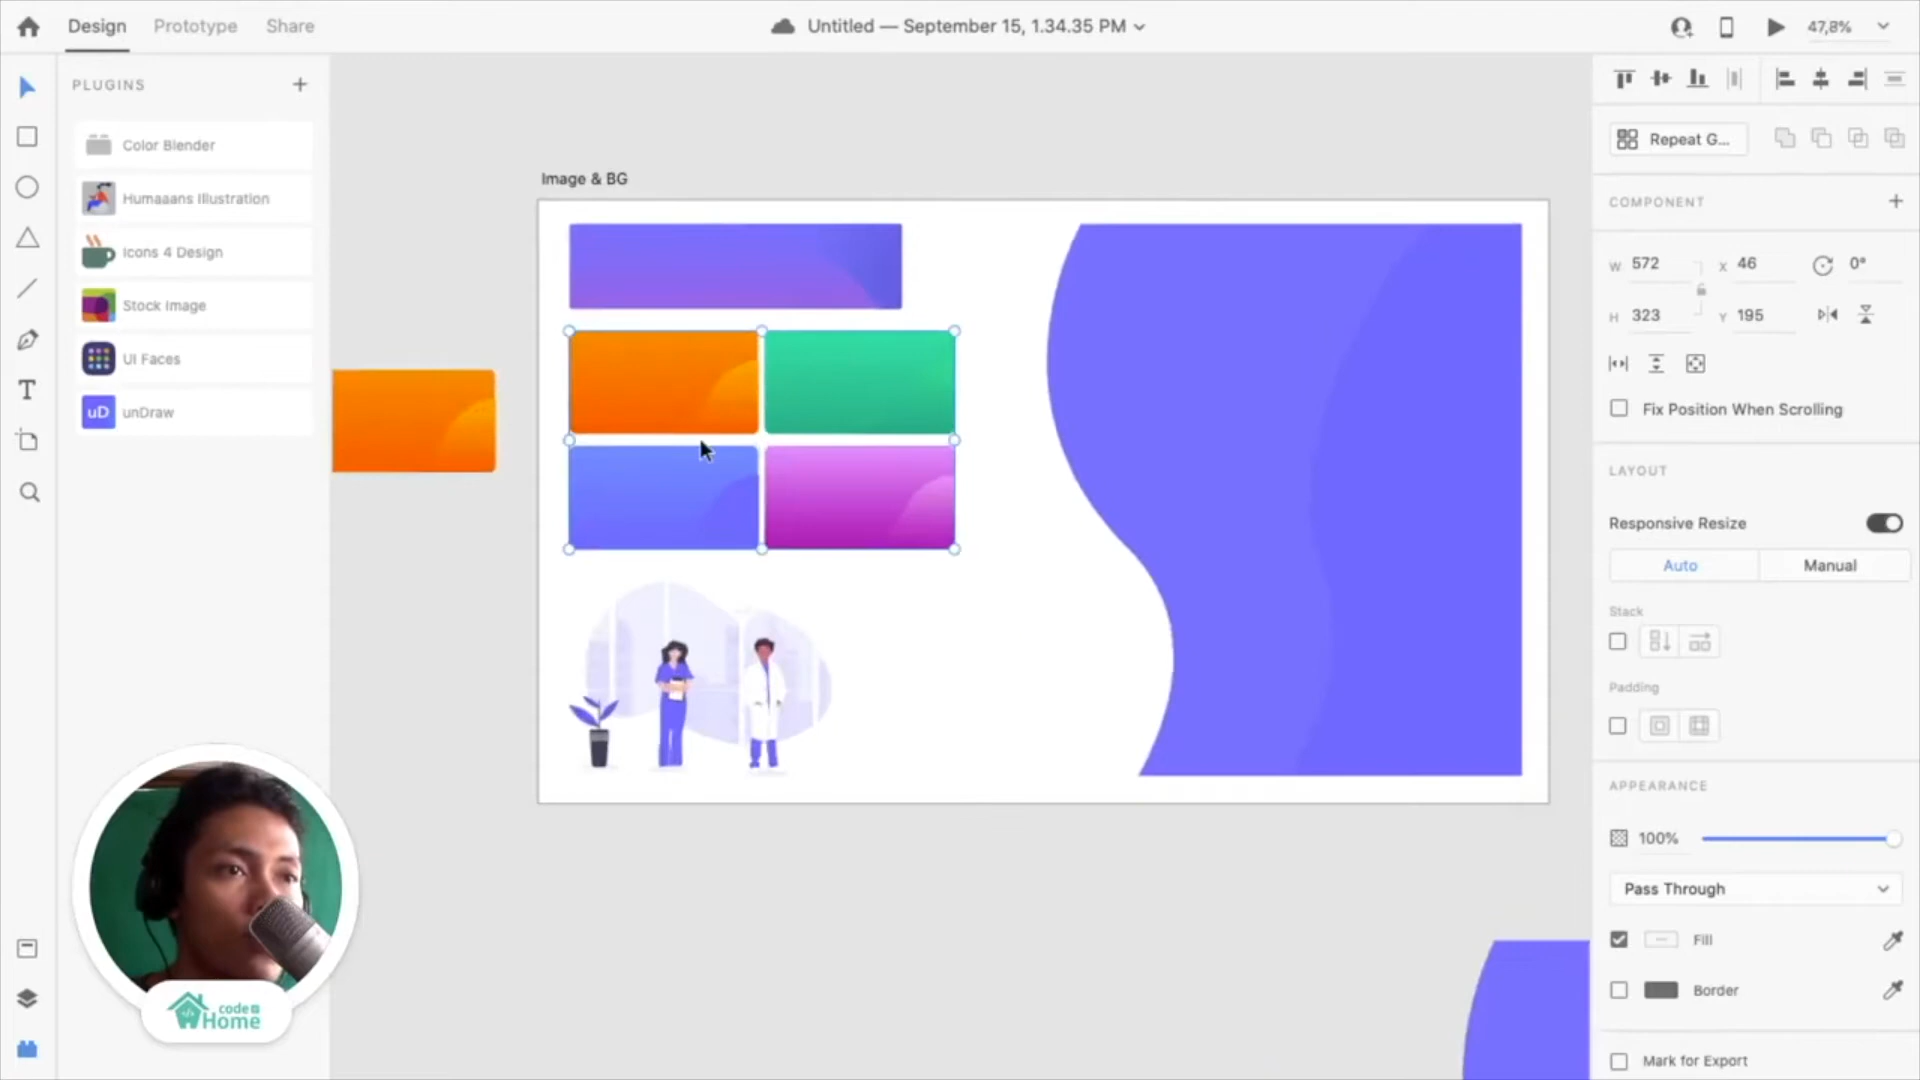 Design Prototype Share
Untitled — September 15, 1.34.35 PM
47,8%
PLUGINS
Color Blender
Humaaans Illustration
Icons 4 Design
Stock Image
UI Faces
uD unDraw
T
Image & BG
Repeat G...
COMPONENT
W 572 X 46 0°
H 323 Y 195
Fix Position When Scrolling
LAYOUT
Responsive Resize
Auto Manual
Stack
Padding
APPEARANCE
100%
Pass Through
Fill
Border
Mark for Export
code
Home